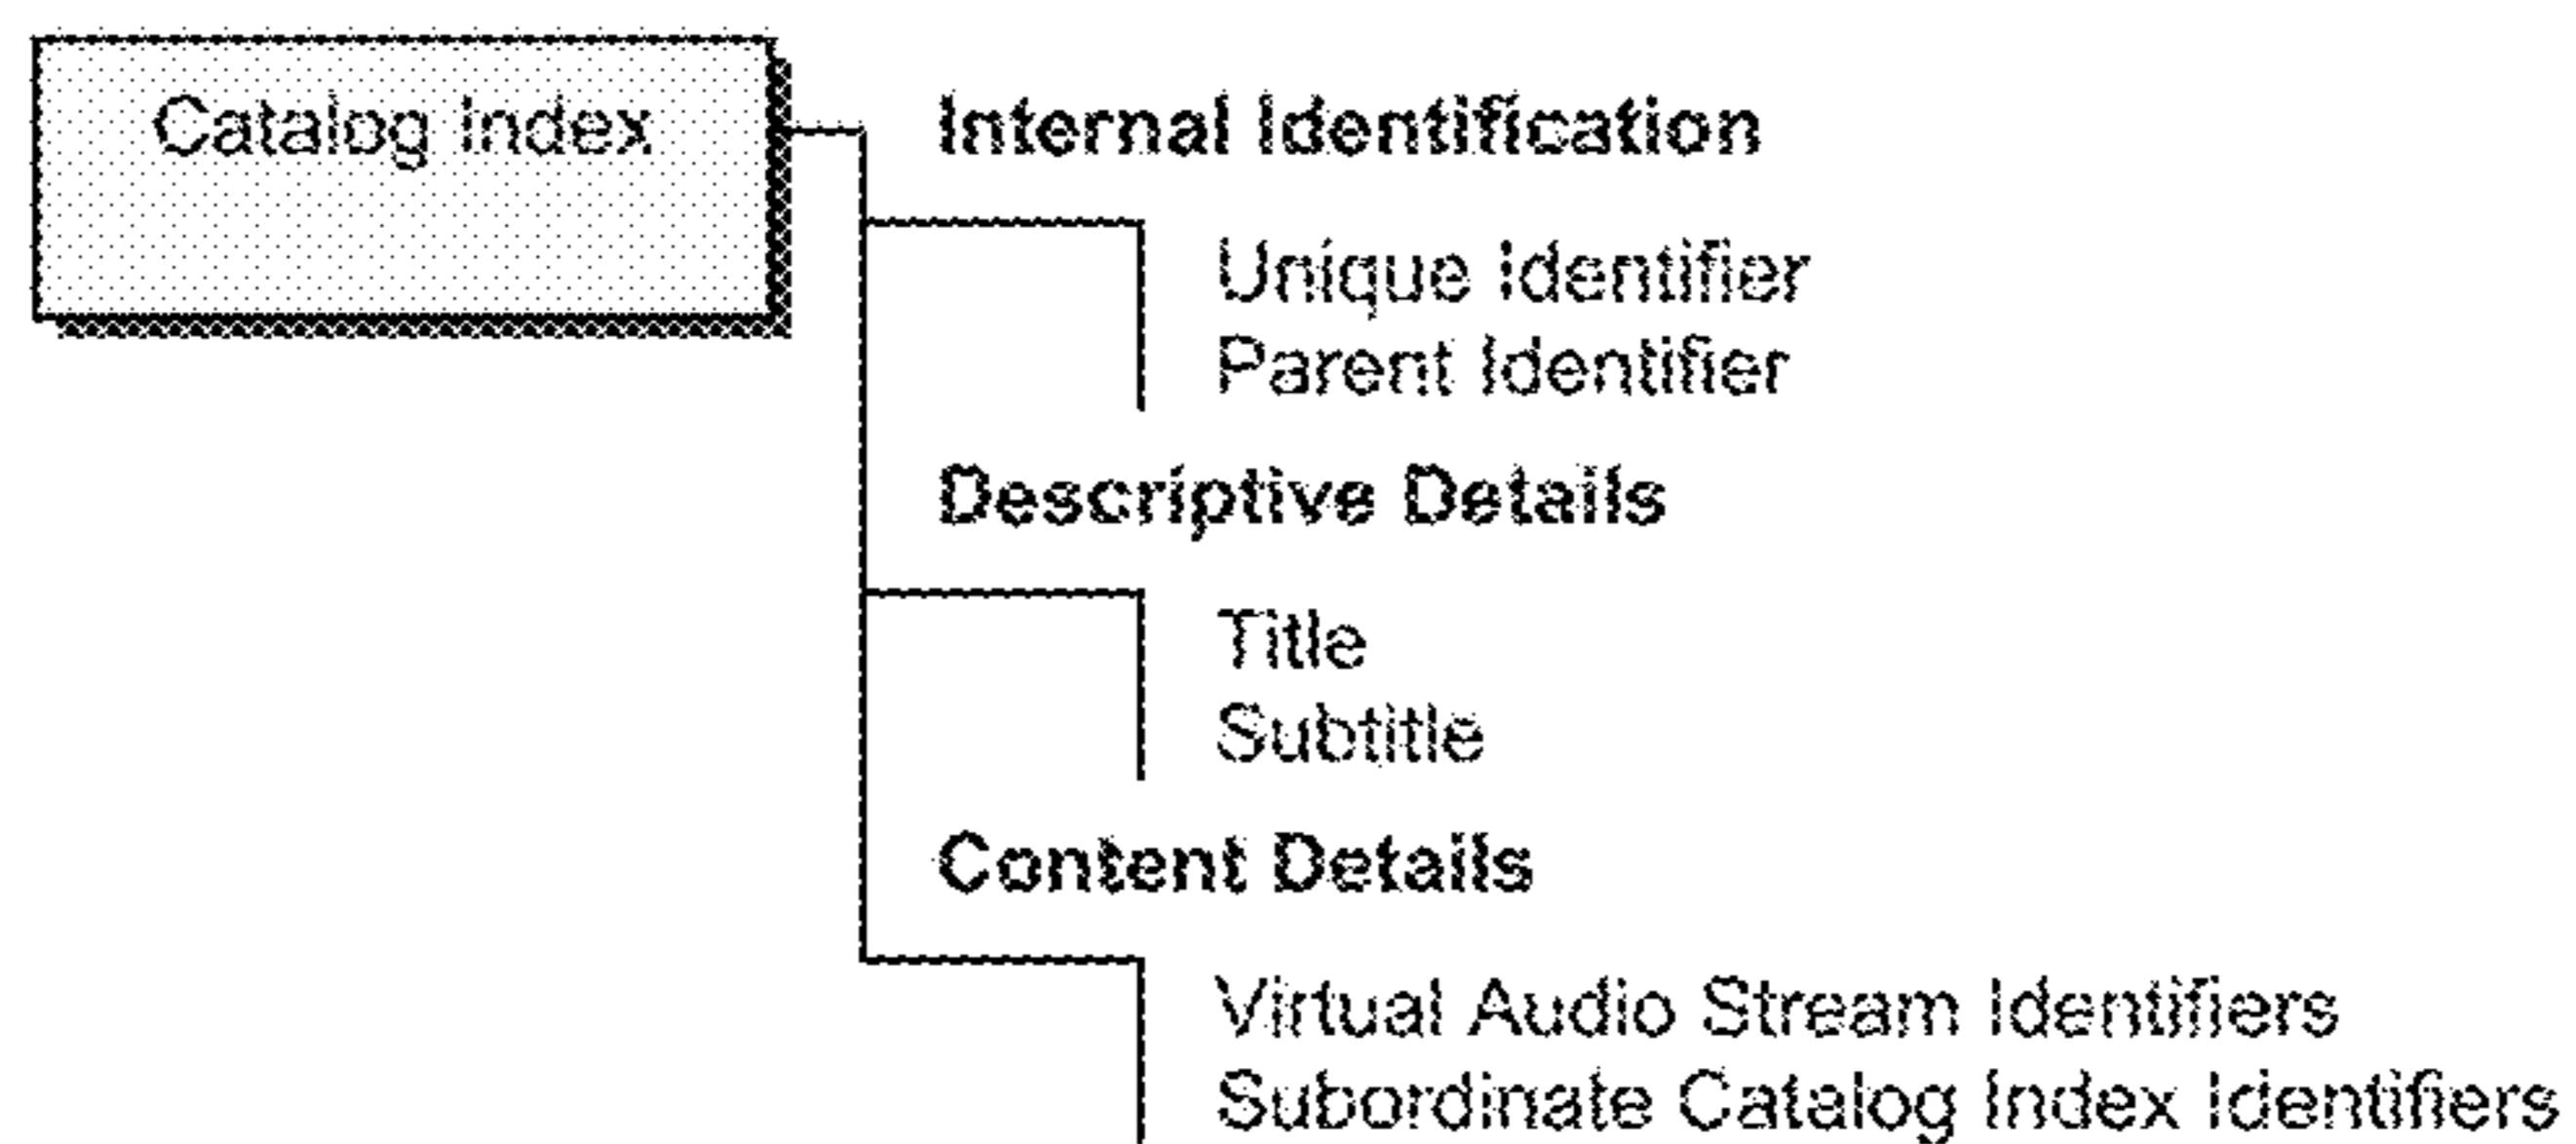 Catalog Index
Internal Identification
Unique Identifier
Parent Identifier
Descriptive Details
Title
Subtitle
Content Details
Virtual Audio Stream Identifiers
Subordinate Catalog Index Identifiers